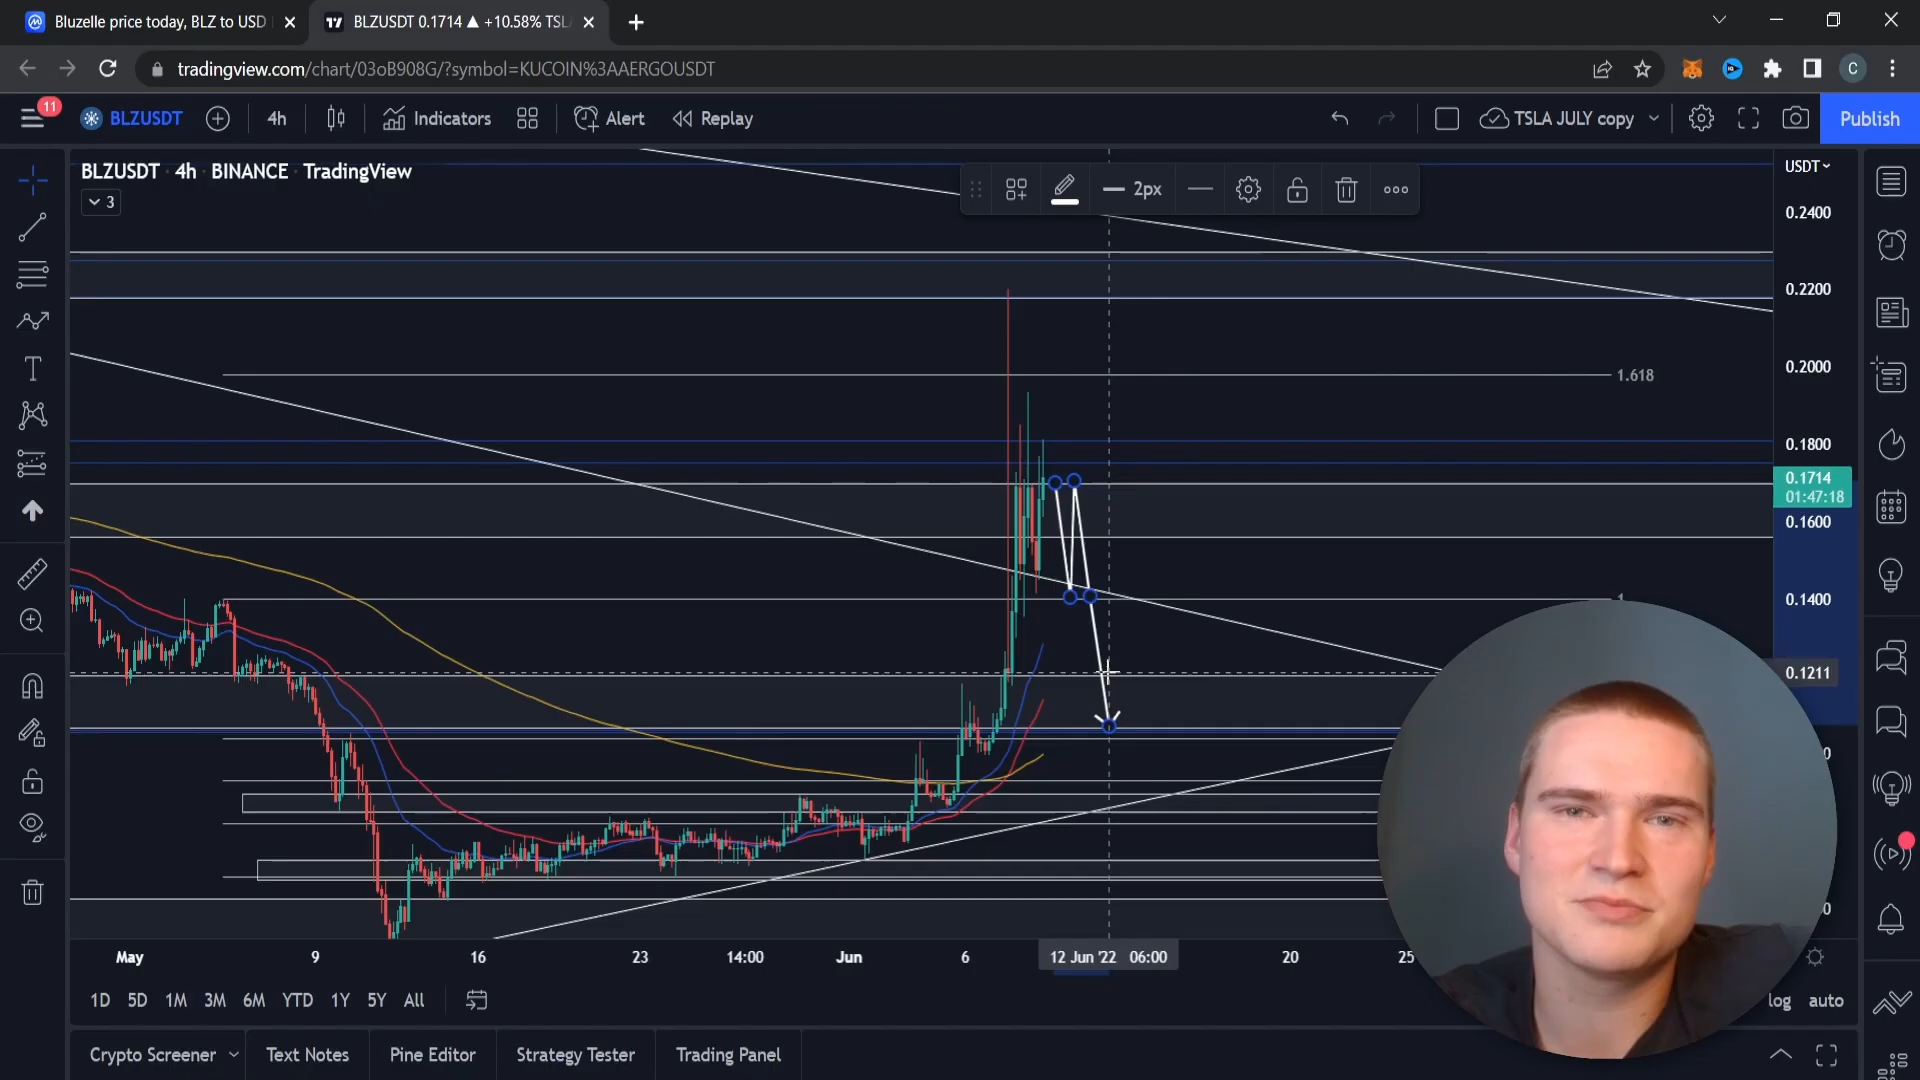 Bluzelle price today, BLZ to USD
BLZUSDT 0.1714 ▲ +10.58% TSL
tradingview.com/chart/03oB908G/?symbol=KUCOIN%3AAERGOUSDT
C
11
BLZUSDT
4h
Indicators
Alert
Replay
TSLA JULY copy
Publish
BLZUSDT · 4h · BINANCE · TradingView
3
2px
USDT
0.2400
0.2200
0.2000
1.618
0.1800
0.1714
01:47:18
0.1600
0.1400
0.1211
May
9
16
23
14:00
Jun
6
12 Jun '22 06:00
20
25
1D
5D
1M
3M
6M
YTD
1Y
5Y
All
log
auto
Crypto Screener
Text Notes
Pine Editor
Strategy Tester
Trading Panel